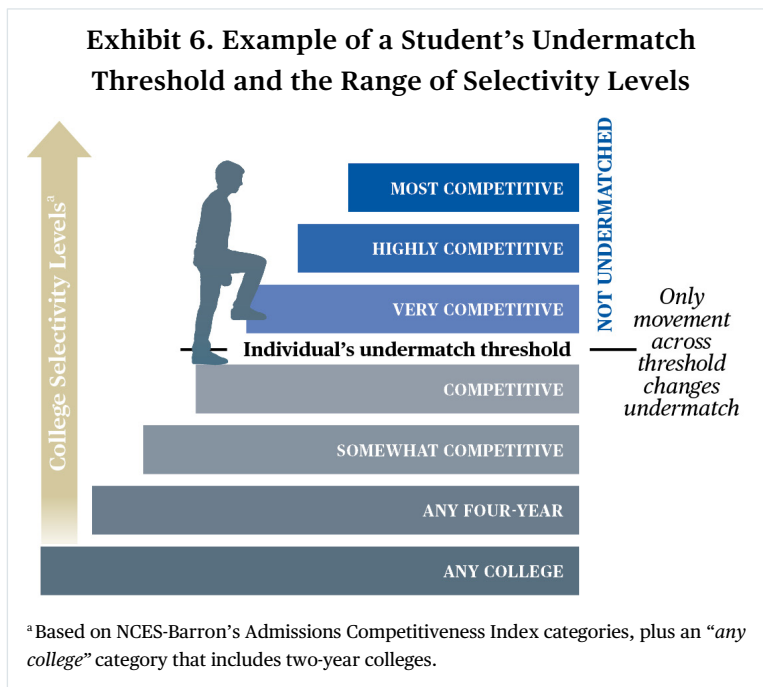 Exhibit 6. Example of a Student’s Undermatch
Threshold and the Range of Selectivity Levels
College Selectivity Levelsᵃ
MOST COMPETITIVE
HIGHLY COMPETITIVE
VERY COMPETITIVE
NOT UNDERMATCHED
Individual’s undermatch threshold
Only
movement
across
threshold
changes
undermatch
COMPETITIVE
SOMEWHAT COMPETITIVE
ANY FOUR-YEAR
ANY COLLEGE
ᵃ Based on NCES-Barron’s Admissions Competitiveness Index categories, plus an “any
college” category that includes two-year colleges.